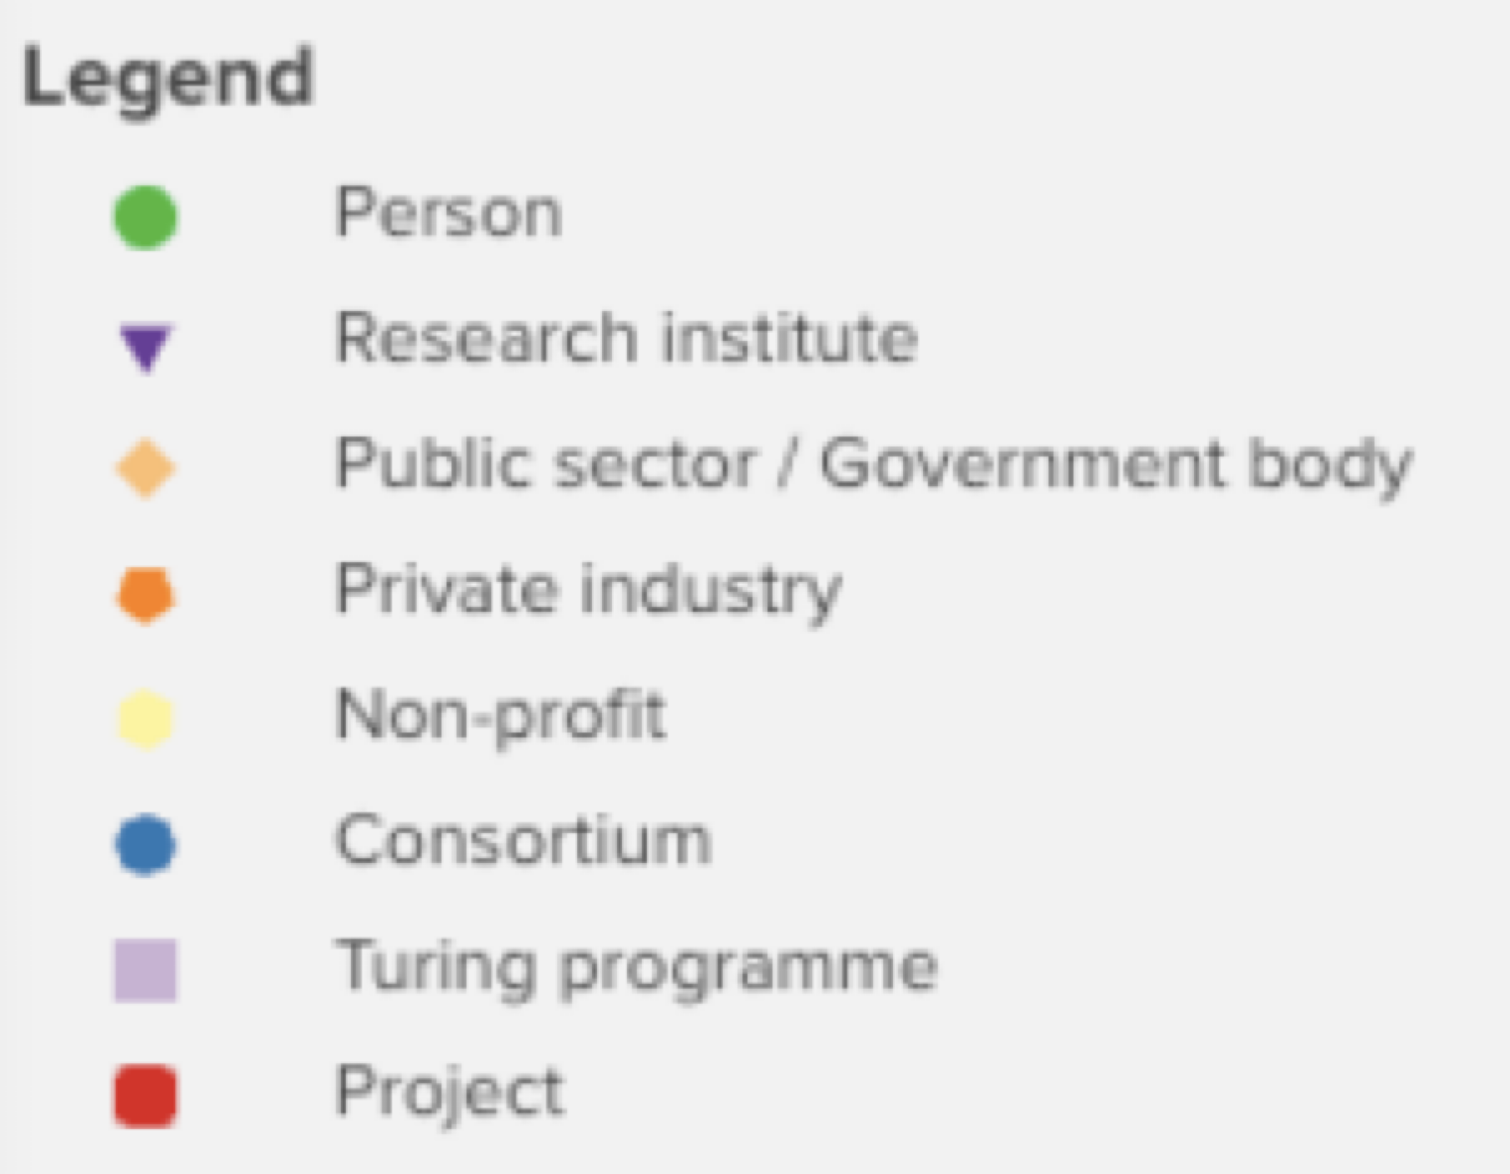 Legend
Person
Research institute
Public sector / Government body
Private industry
Non-profit
Consortium
Turing programme
Project